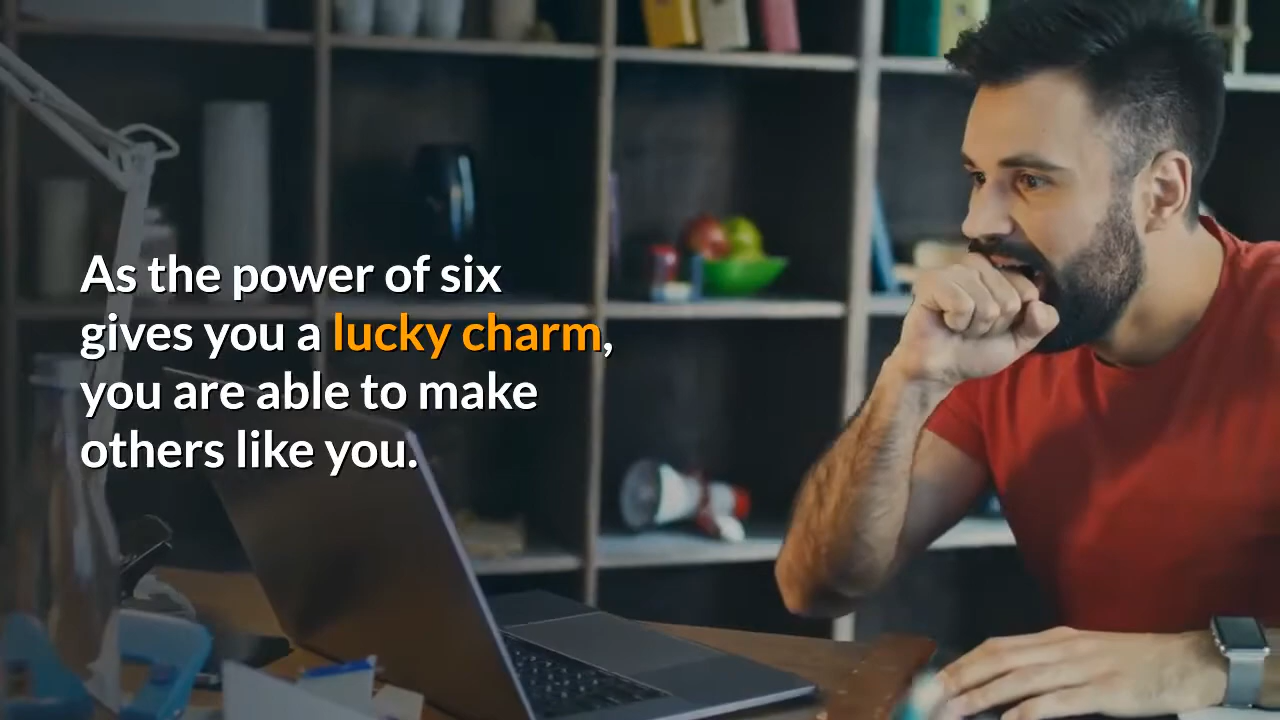 As the power of six
gives you a lucky charm,
you are able to make
others like you.